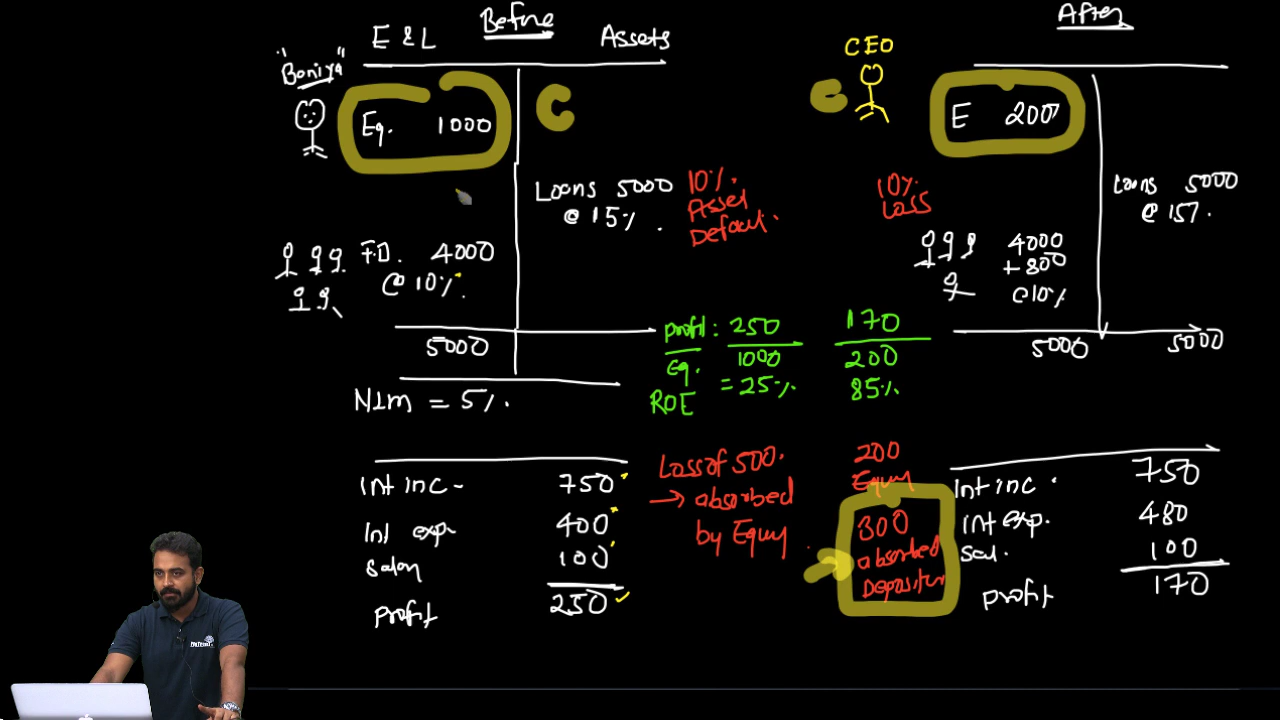 Before
E & L
Assets
"Baniya"
Eq. 1000
Loans 5000
@ 15%.
10%.
Asset
Default.
F.D. 4000
@ 10%.
5000
NIM = 5%.
Int inc - 750
Int exp. 400
Salary 100
profit 250
CEO
After
E 200
10%
Loss
Loans 5000
@ 15%.
4000
+ 800
@10%
5000
5000
profit : 250
Eq. 1000
ROE = 25%.
170
200
85%
Loss of 500.
→ absorbed
by Equity
200
Equity
300
absorbed
Depositor
Int inc. 750
Int exp. 480
Sal. 100
profit 170